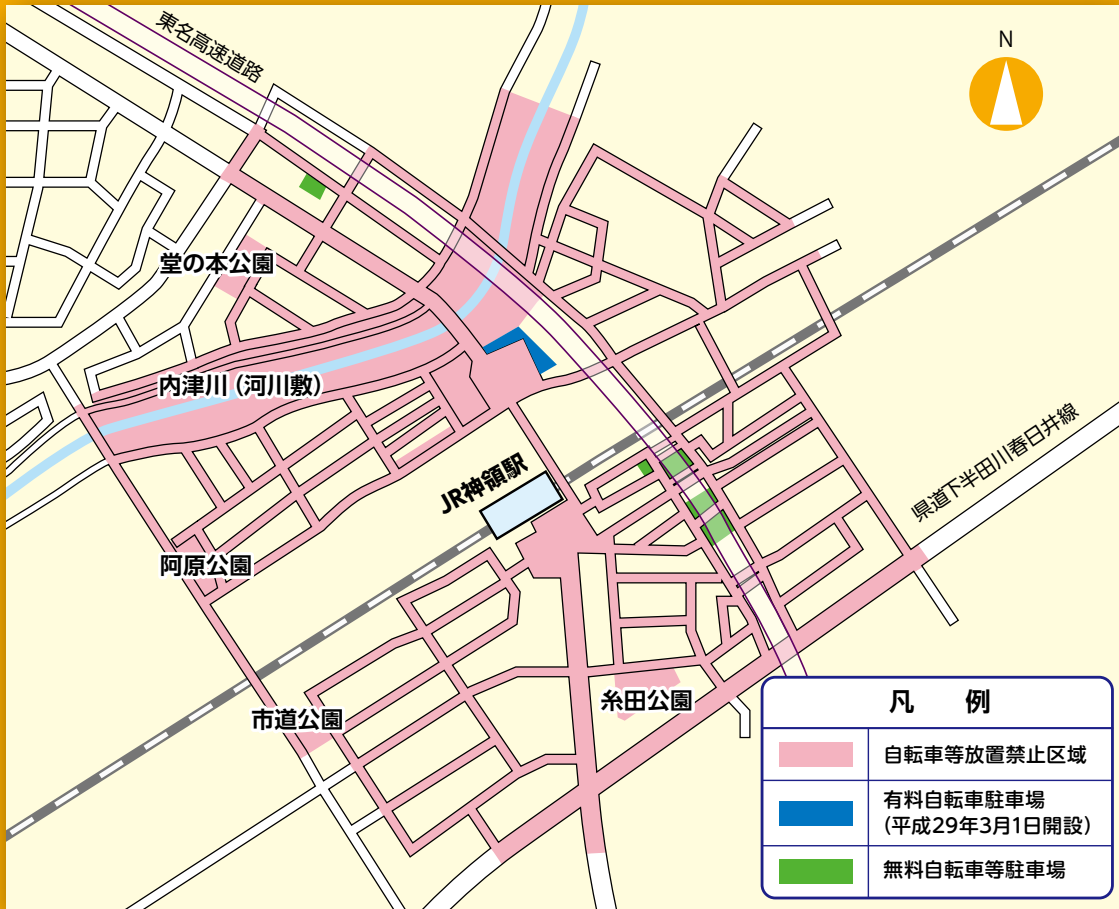 東名高速道路
N
堂の本公園
内津川（河川敷）
県道下半田川春日井線
JR神領駅
阿原公園
糸田公園
市道公園
凡　例
自転車等放置禁止区域
有料自転車駐車場
(平成29年3月1日開設)
無料自転車等駐車場